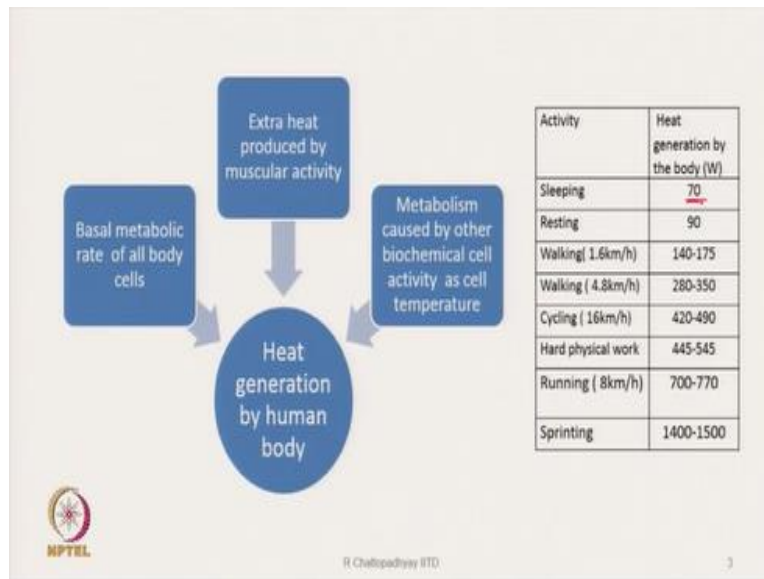 Extra heat
produced by
muscular activity
Basal metabolic
rate of all body
cells
Metabolism
caused by other
biochemical cell
activity as cell
temperature
Heat
generation
by human
body
Activity Heat
generation by
the body (W)
Sleeping 70
Resting 90
Walking( 1.6km/h) 140-175
Walking ( 4.8km/h) 280-350
Cycling ( 16km/h) 420-490
Hard physical work 445-545
Running ( 8km/h) 700-770
Sprinting 1400-1500
NPTEL
R Chattopadhyay IITD
3